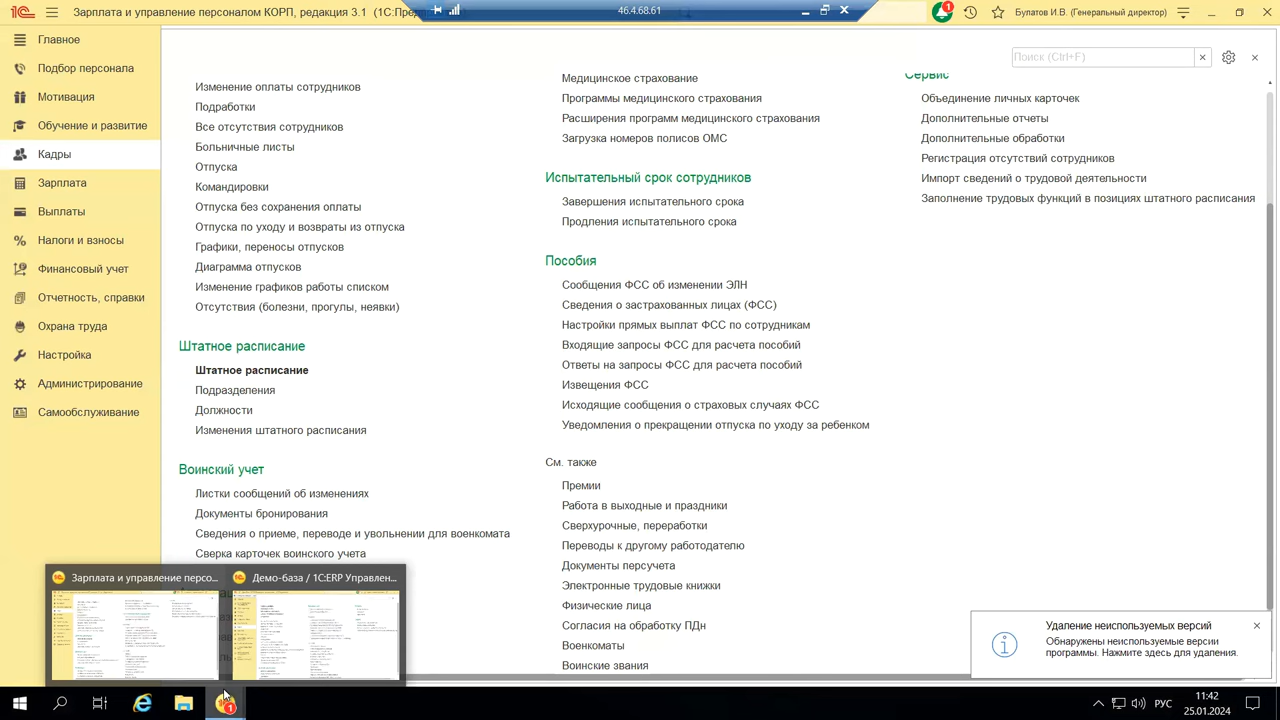 Зарплата и управление персоналом КОРП, редакция 3.1 (1С:Пред
46.4.68.61
1
Булатов И.В. (Генеральный директор)
Главное
Подбор персонала
Мотивация
Обучение и развитие
Кадры
Зарплата
Выплаты
Налоги и взносы
Финансовый учет
Отчетность, справки
Охрана труда
Настройка
Администрирование
Самообслуживание
Поиск (Ctrl+F)
Изменение оплаты сотрудников
Подработки
Все отсутствия сотрудников
Больничные листы
Отпуска
Командировки
Отпуска без сохранения оплаты
Отпуска по уходу и возвраты из отпуска
Графики, переносы отпусков
Диаграмма отпусков
Изменение графиков работы списком
Отсутствия (болезни, прогулы, неявки)
Штатное расписание
Штатное расписание
Подразделения
Должности
Изменения штатного расписания
Воинский учет
Листки сообщений об изменениях
Документы бронирования
Сведения о приеме, переводе и увольнении для военкомата
Сверка карточек воинского учета
Медицинское страхование
Программы медицинского страхования
Расширения программ медицинского страхования
Загрузка номеров полисов ОМС
Испытательный срок сотрудников
Завершения испытательного срока
Продления испытательного срока
Пособия
Сообщения ФСС об изменении ЭЛН
Сведения о застрахованных лицах (ФСС)
Настройки прямых выплат ФСС по сотрудникам
Входящие запросы ФСС для расчета пособий
Ответы на запросы ФСС для расчета пособий
Извещения ФСС
Исходящие сообщения о страховых случаях ФСС
Уведомления о прекращении отпуска по уходу за ребенком
См. также
Премии
Работа в выходные и праздники
Сверхурочные, переработки
Переводы к другому работодателю
Документы персучета
Электронные трудовые книжки
Физические лица
Согласия на обработку ПДн
Военкоматы
Воинские звания
Сервис
Объединение личных карточек
Дополнительные отчеты
Дополнительные обработки
Регистрация отсутствий сотрудников
Импорт сведений о трудовой деятельности
Заполнение трудовых функций в позициях штатного расписания
Зарплата и управление персо...
Демо-база / 1С:ERP Управлен...
Удаление неиспользуемых версий
Обнаружены неиспользуемые версии
программы. Нажмите здесь для удаления.
1
РУС
11:42
25.01.2024